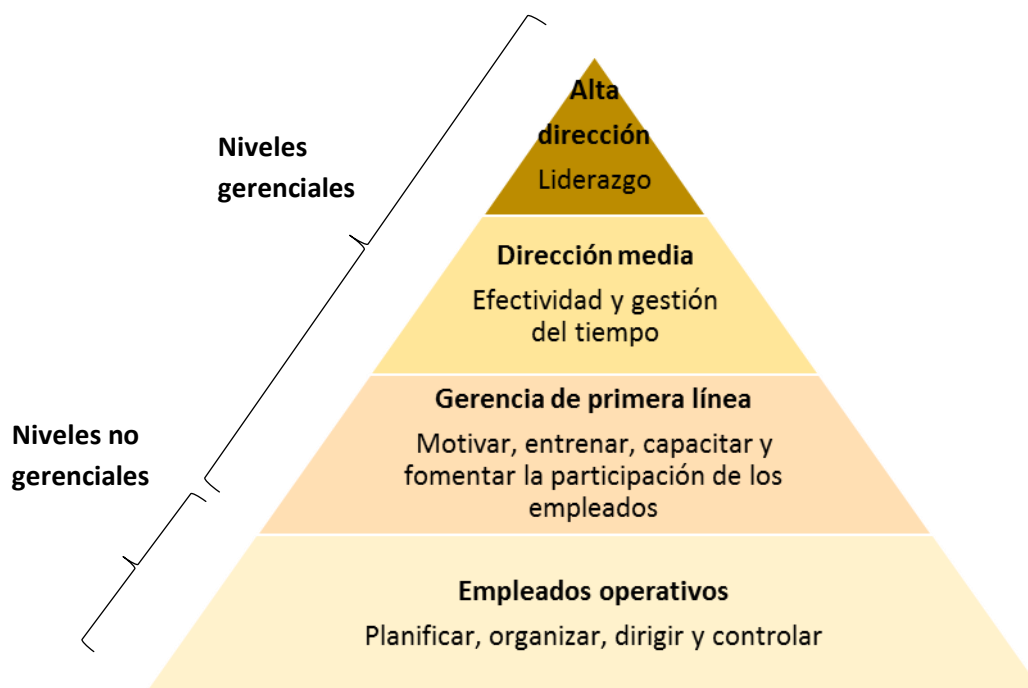 Niveles
gerenciales
Niveles no
gerenciales
Alta
dirección
Liderazgo
Dirección media
Efectividad y gestión
del tiempo
Gerencia de primera línea
Motivar, entrenar, capacitar y
fomentar la participación de los
empleados
Empleados operativos
Planificar, organizar, dirigir y controlar